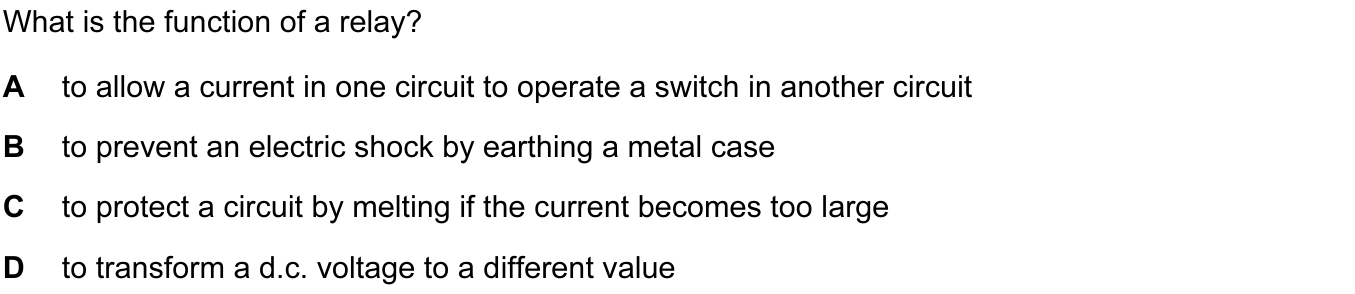 What is the function of a relay?
A to allow a current in one circuit to operate a switch in another circuit
B to prevent an electric shock by earthing a metal case
C to protect a circuit by melting if the current becomes too large
D to transform a d.c. voltage to a different value